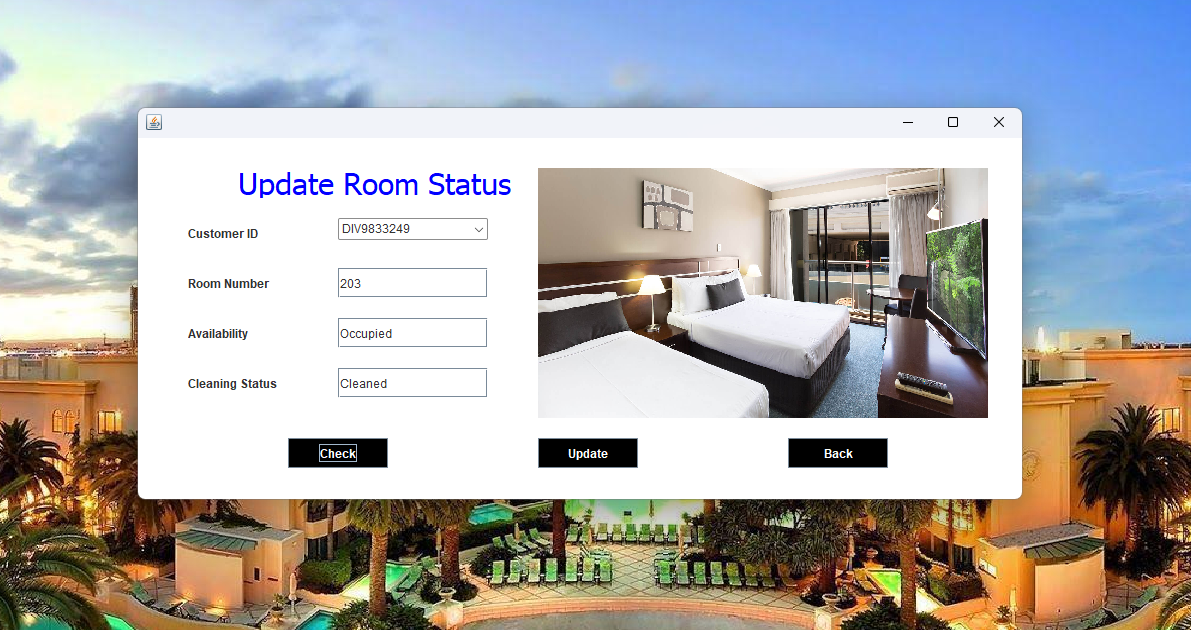 Update Room Status
Customer ID DIV9833249
Room Number 203
Availability Occupied
Cleaning Status Cleaned
Check Update Back